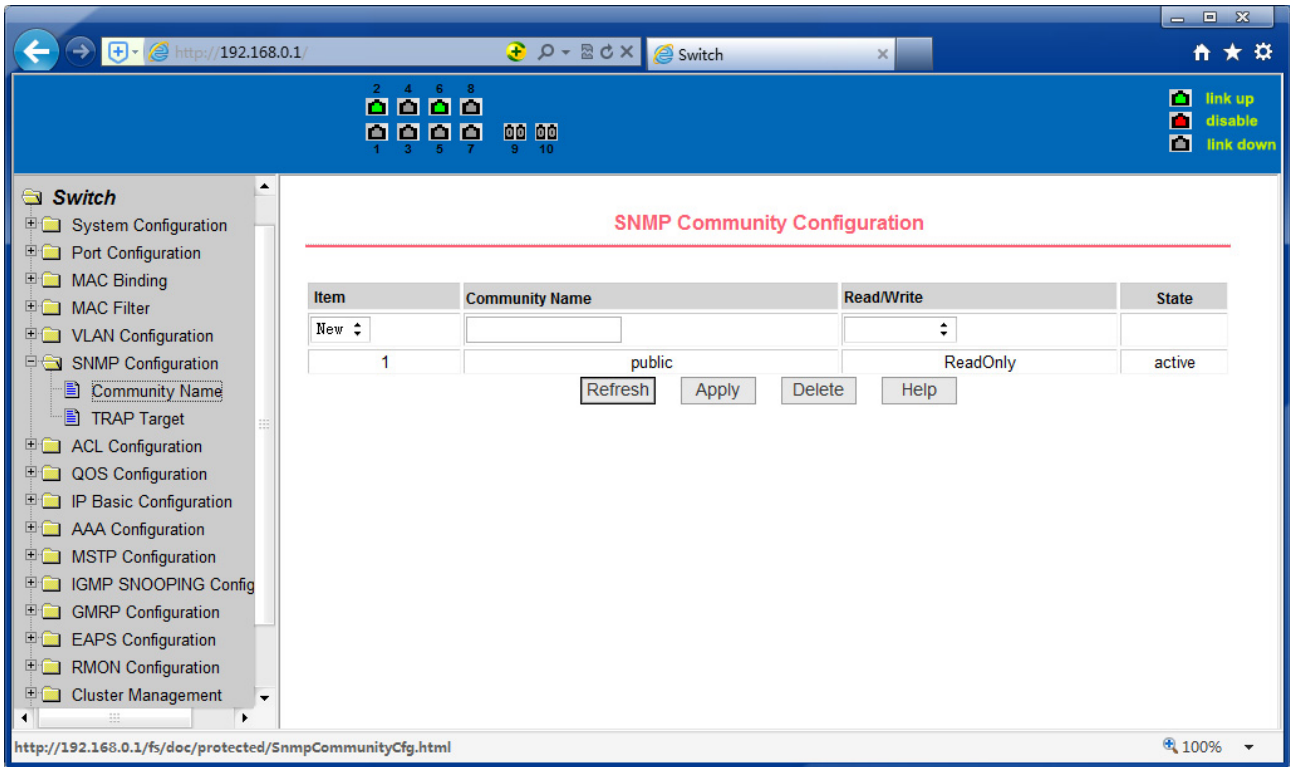 http://192.168.0.1/
Switch
2 4 6 8
1 3 5 7 9 10
link up
disable
link down
Switch
System Configuration
Port Configuration
MAC Binding
MAC Filter
VLAN Configuration
SNMP Configuration
Community Name
TRAP Target
ACL Configuration
QOS Configuration
IP Basic Configuration
AAA Configuration
MSTP Configuration
IGMP SNOOPING Config
GMRP Configuration
EAPS Configuration
RMON Configuration
Cluster Management
SNMP Community Configuration
Item Community Name Read/Write State
New
1 public ReadOnly active
Refresh Apply Delete Help
http://192.168.0.1/fs/doc/protected/SnmpCommunityCfg.html
100%